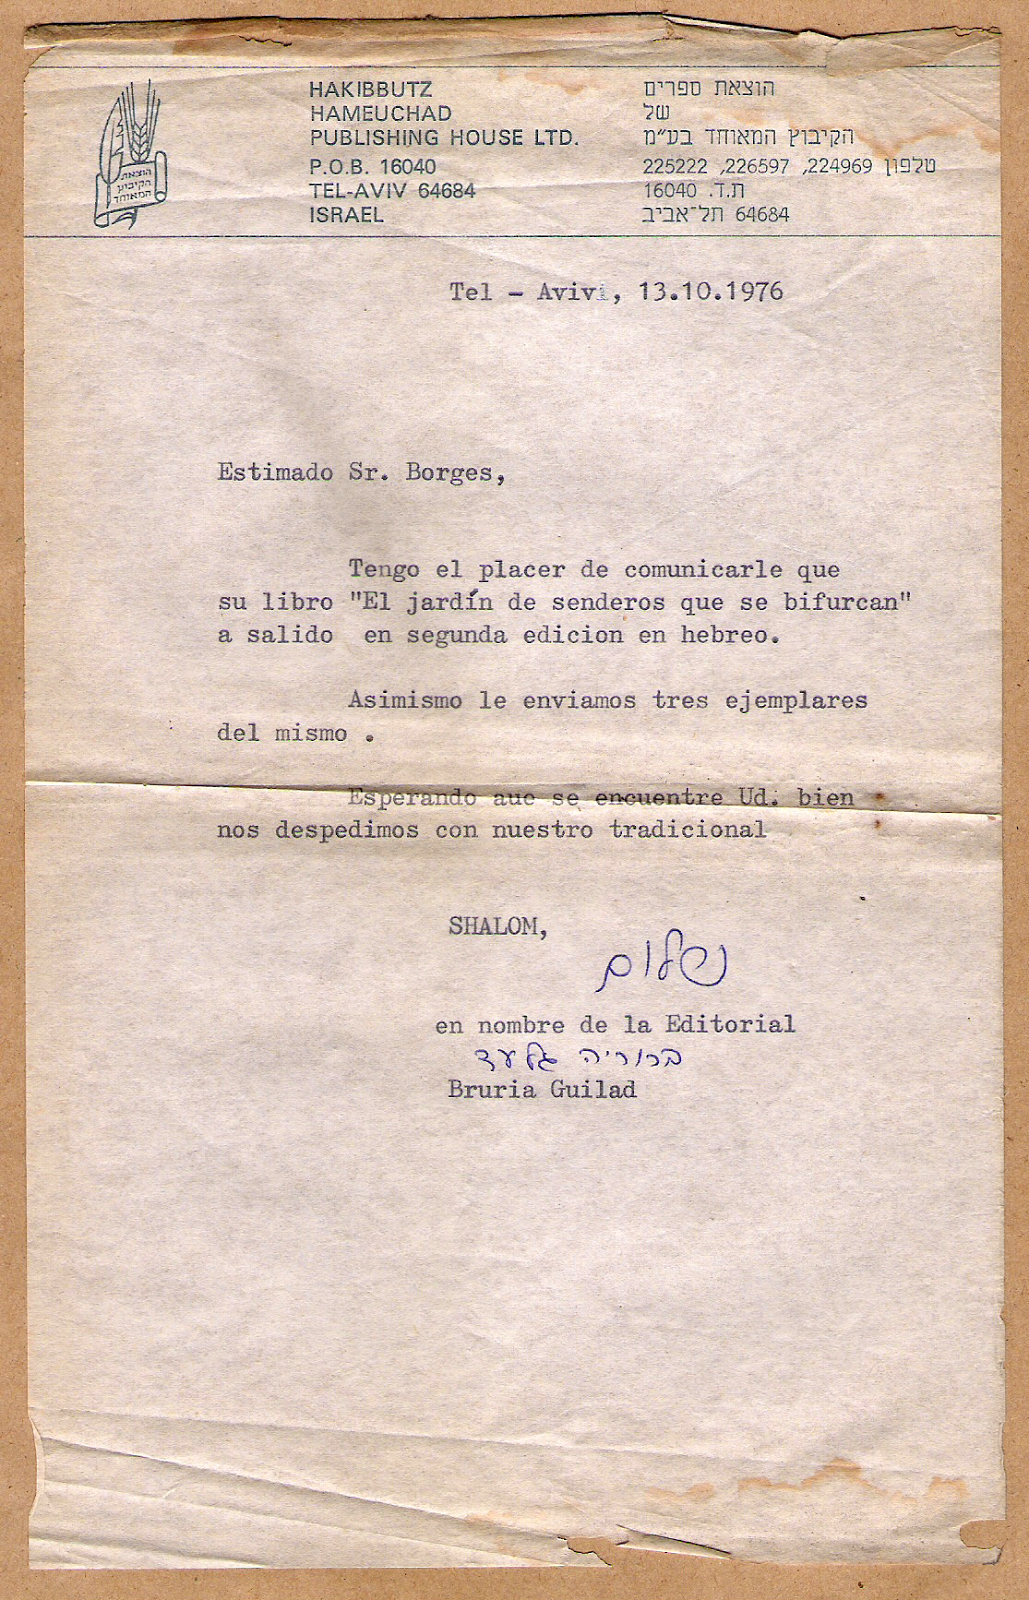 HAKIBBUTZ
HAMEUCHAD
PUBLISHING HOUSE LTD.
P.O.B. 16040
TEL-AVIV 64684
ISRAEL
הוצאת ספרים
של
הקיבוץ המאוחד בע״מ
טלפון 224969, 226597, 225222
ת.ד. 16040
תל־אביב 64684
הוצאת
הקיבוץ
המאוחד
Tel - Avivi, 13.10.1976
Estimado Sr. Borges,
Tengo el placer de comunicarle que
su libro "El jardín de senderos que se bifurcan"
a salido en segunda edicion en hebreo.
Asimismo le enviamos tres ejemplares
del mismo .
Esperando que se encuentre Ud. bien
nos despedimos con nuestro tradicional
SHALOM,
שלום
en nombre de la Editorial
ברוריה גלעד
Bruria Guilad